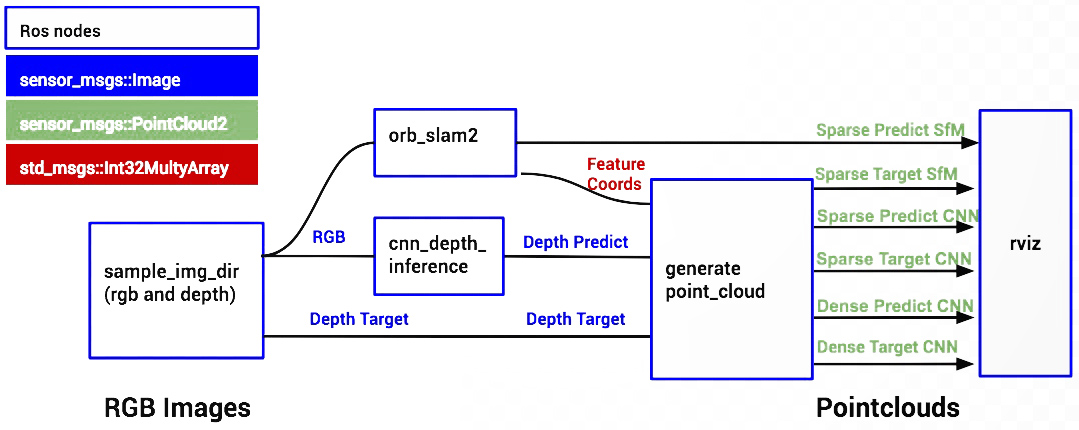 Ros nodes
sensor_msgs::Image
sensor_msgs::PointCloud2
std_msgs::Int32MultyArray
orb_slam2
Sparse Predict SfM
Feature
Coords
Sparse Target SfM
Sparse Predict CNN
RGB
cnn_depth_
inference
Depth Predict
sample_img_dir
(rgb and depth)
generate
point_cloud
Sparse Target CNN
rviz
Dense Predict CNN
Depth Target
Depth Target
Dense Target CNN
RGB Images
Pointclouds